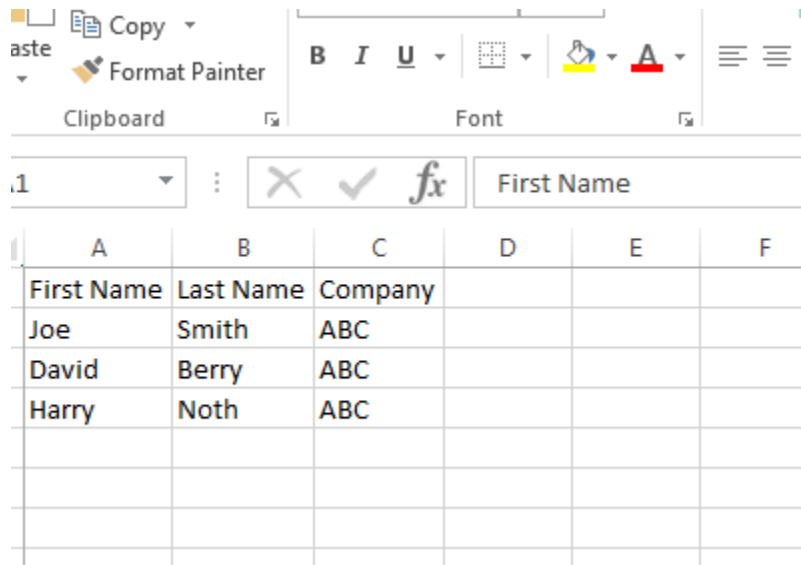 Copy
aste
Format Painter
B I U A
Clipboard Font
1 fx First Name
A B C D E F
First Name Last Name Company
Joe Smith ABC
David Berry ABC
Harry Noth ABC